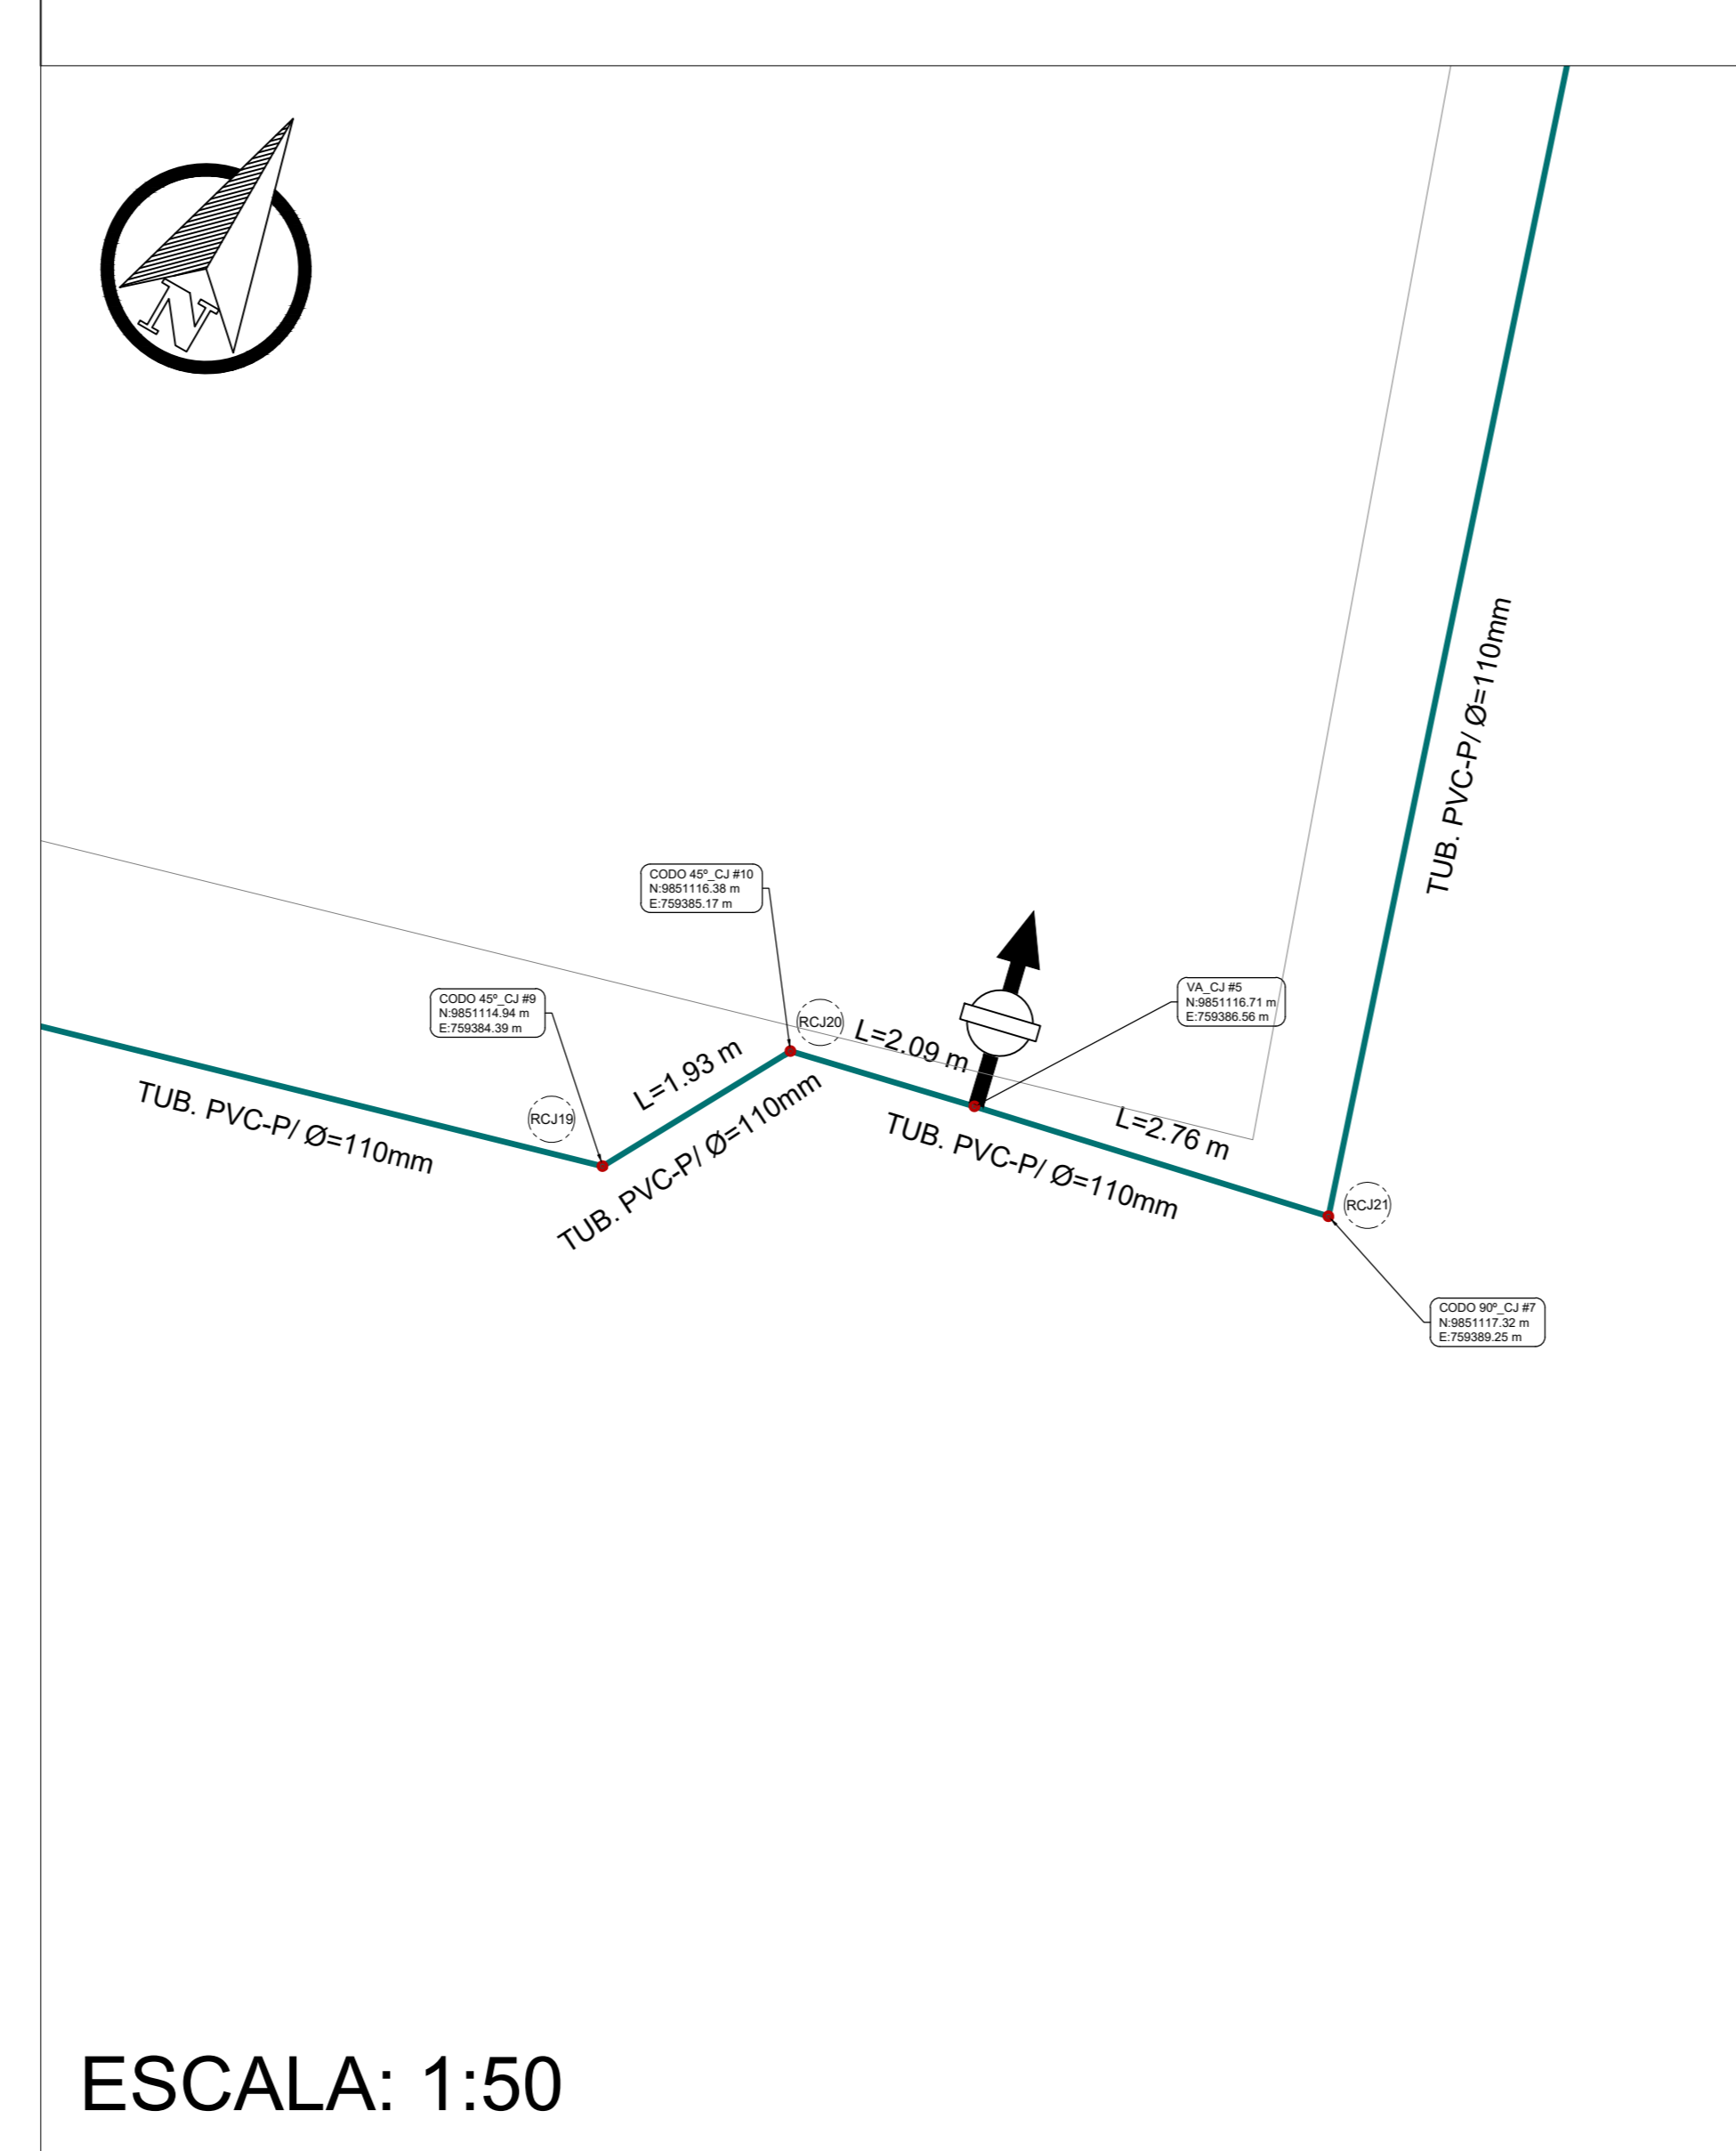 N
TUB. PVC-P/ Ø=110mm
CODO 45º_CJ #10
N:9851116.38 m
E:759385.17 m
CODO 45º_CJ #9
N:9851114.94 m
E:759384.39 m
VA_CJ #5
N:9851116.71 m
E:759386.56 m
RCJ20
L=2.09 m
L=1.93 m
RCJ19
TUB. PVC-P/ Ø=110mm
TUB. PVC-P/ Ø=110mm
L=2.76 m
TUB. PVC-P/ Ø=110mm
RCJ21
CODO 90º_CJ #7
N:9851117.32 m
E:759389.25 m
ESCALA: 1:50